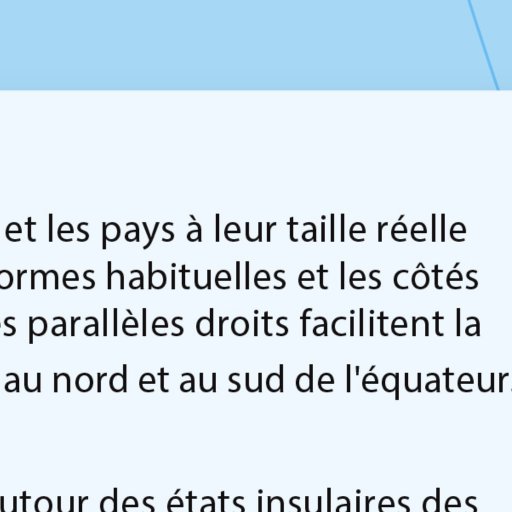 et les pays à leur taille réelle
ormes habituelles et les côtés
s parallèles droits facilitent la
au nord et au sud de l'équateur.
utour des états insulaires des